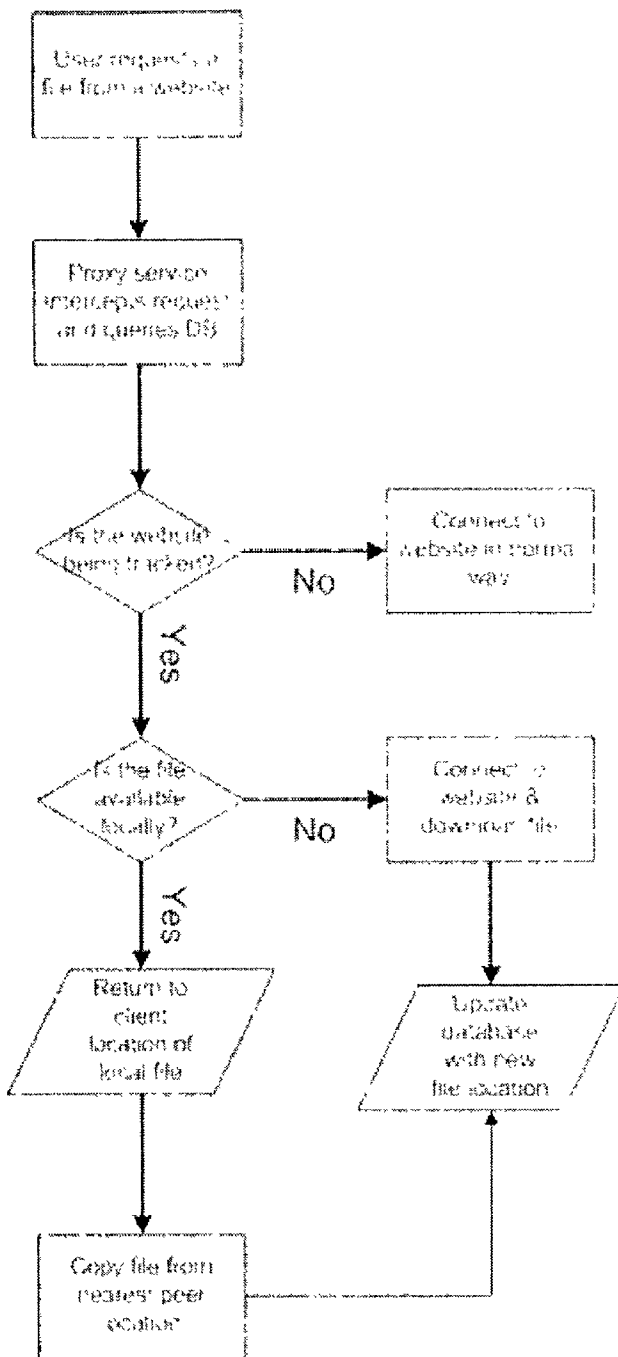 User requests a
file from a website
Proxy service
intercepts request
and queries DB
Is the website
being tracked?
No
Connect to
website in normal
way
Yes
Is the file
available
locally?
No
Connect to
website &
download file
Yes
Return to
client
location of
local file
Update
database
with new
file location
Copy file from
nearest peer
location